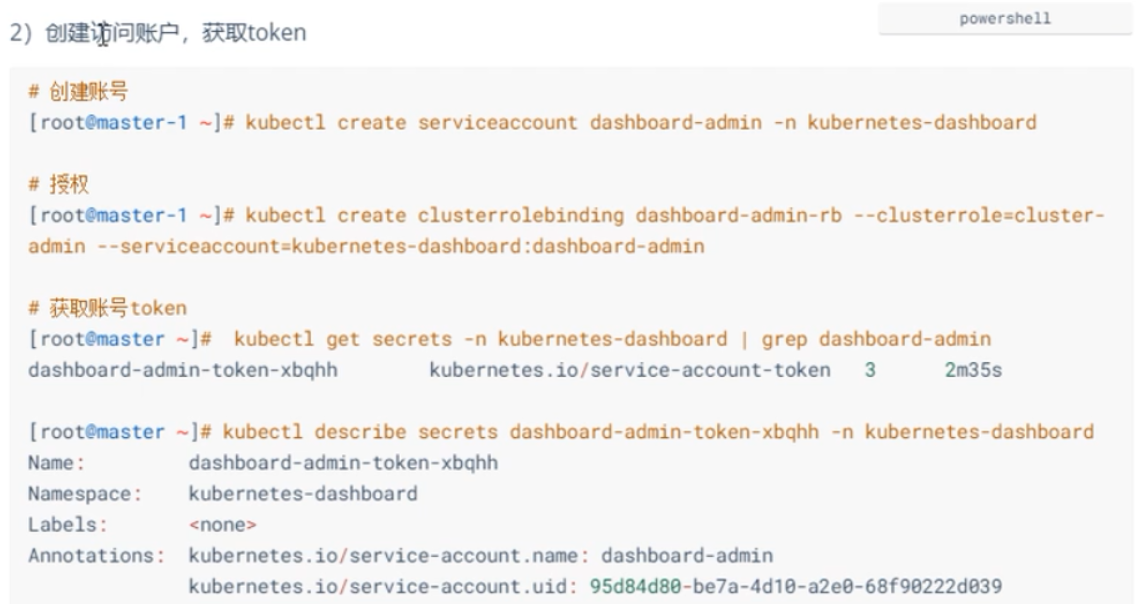 2）创建访问账户，获取token
powershell
# 创建账号
[root@master-1 ~]# kubectl create serviceaccount dashboard-admin -n kubernetes-dashboard
# 授权
[root@master-1 ~]# kubectl create clusterrolebinding dashboard-admin-rb --clusterrole=cluster-
admin --serviceaccount=kubernetes-dashboard:dashboard-admin
# 获取账号token
[root@master ~]#  kubectl get secrets -n kubernetes-dashboard | grep dashboard-admin
dashboard-admin-token-xbqhh        kubernetes.io/service-account-token   3      2m35s
[root@master ~]# kubectl describe secrets dashboard-admin-token-xbqhh -n kubernetes-dashboard
Name:         dashboard-admin-token-xbqhh
Namespace:    kubernetes-dashboard
Labels:       <none>
Annotations:  kubernetes.io/service-account.name: dashboard-admin
              kubernetes.io/service-account.uid: 95d84d80-be7a-4d10-a2e0-68f90222d039